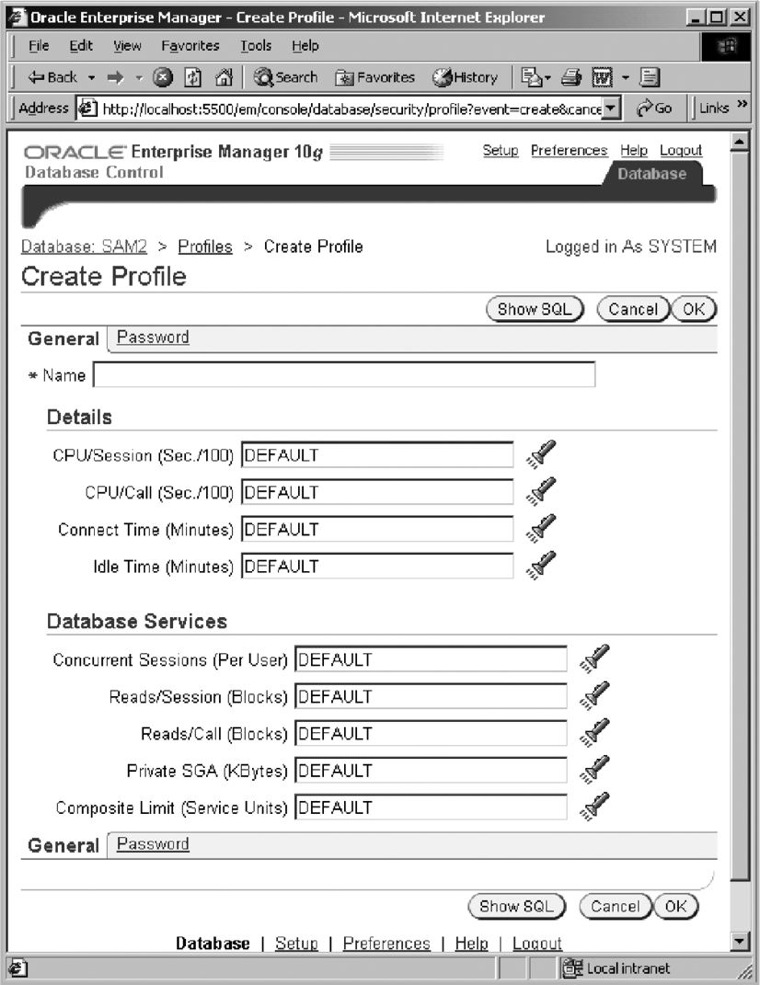 Oracle Enterprise Manager - Create Profile - Microsoft Internet Explorer
File Edit View Favorites Tools Help
Back Search Favorites History
Address http://localhost:5500/em/console/database/security/profile?event=create&cance Go Links »
ORACLE Enterprise Manager 10g Setup Preferences Help Logout
Database Control Database
Database: SAM2 > Profiles > Create Profile Logged in As SYSTEM
Create Profile
Show SQL Cancel OK
General Password
* Name
Details
CPU/Session (Sec./100) DEFAULT
CPU/Call (Sec./100) DEFAULT
Connect Time (Minutes) DEFAULT
Idle Time (Minutes) DEFAULT
Database Services
Concurrent Sessions (Per User) DEFAULT
Reads/Session (Blocks) DEFAULT
Reads/Call (Blocks) DEFAULT
Private SGA (KBytes) DEFAULT
Composite Limit (Service Units) DEFAULT
General Password
Show SQL Cancel OK
Database | Setup | Preferences | Help | Logout
Local intranet